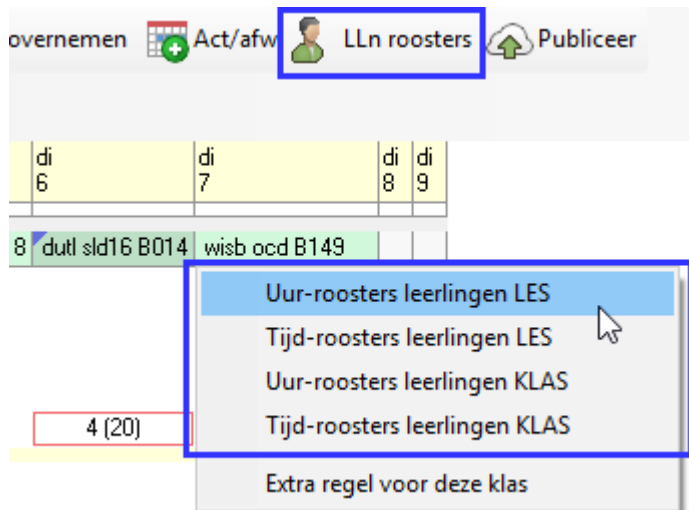 overnemen Act/afw LLn roosters Publiceer
di di di di
6 7 8 9
8 dutl sld16 B014 wisb ocd B149
Uur-roosters leerlingen LES
Tijd-roosters leerlingen LES
Uur-roosters leerlingen KLAS
4 (20) Tijd-roosters leerlingen KLAS
Extra regel voor deze klas